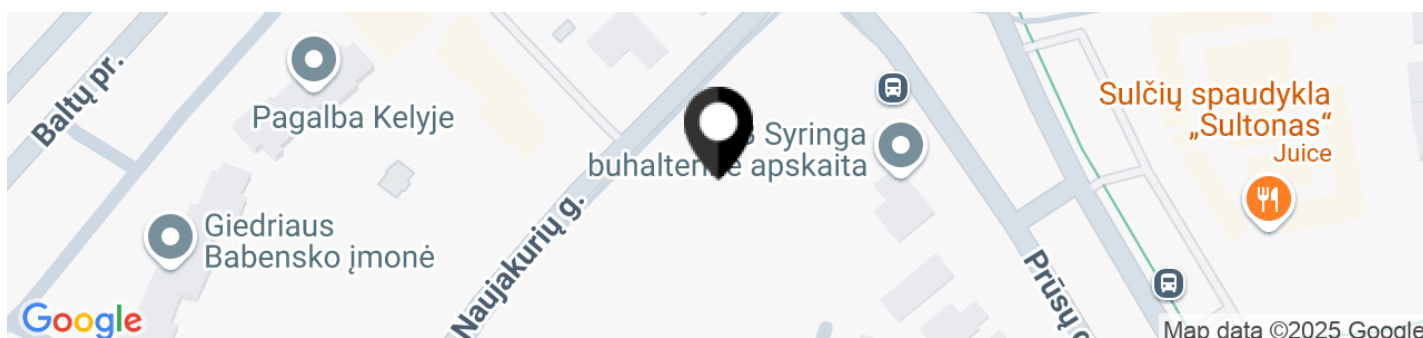 Baltų pr.
Pagalba Kelyje
Giedriaus
Babensko įmonė
Naujakurių g.
Syringa
apskaita
Prūsų
Sulčių spaudykla
„Sultonas“
Juice
Google
Map data ©2025 Google